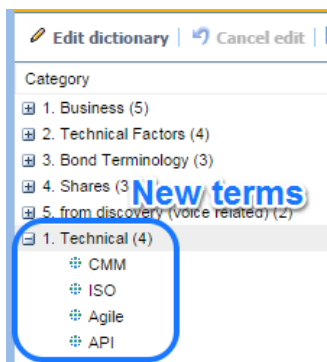 Edit dictionary | Cancel edit |
Category
1. Business (5)
2. Technical Factors (4)
3. Bond Terminology (3)
4. Shares (3
New terms
5. from discovery (voice related) (2)
1. Technical (4)
CMM
ISO
Agile
API